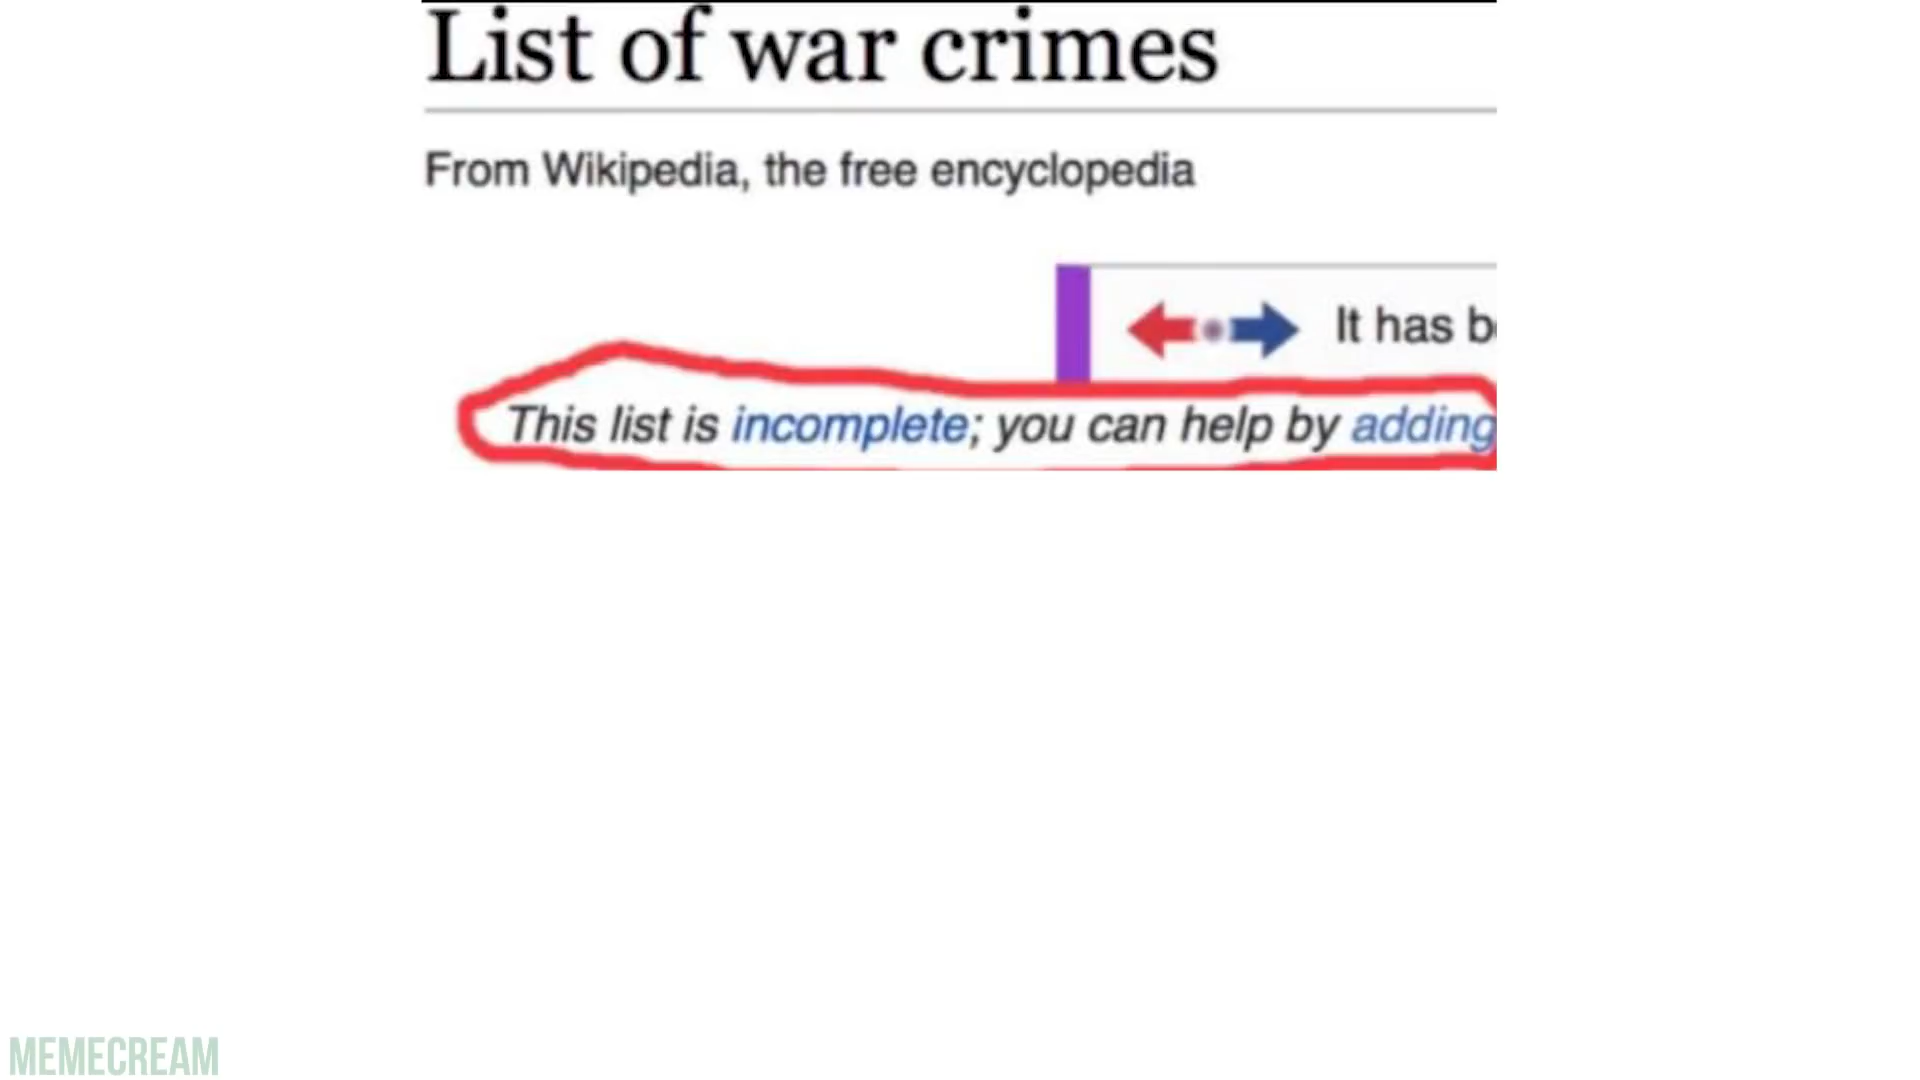 List of war crimes
From Wikipedia, the free encyclopedia
It has b
This list is incomplete; you can help by adding
MEMECREAM